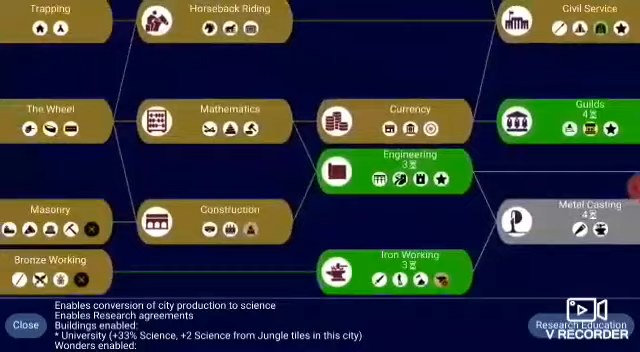 Trapping
Horseback Riding
Civil Service
The Wheel
Mathematics
Currency
Guilds
4⏳
Engineering
3⏳
Masonry
Construction
Metal Casting
4⏳
Bronze Working
Iron Working
3⏳
Enables conversion of city production to science
Enables Research agreements
Buildings enabled:
* University (+33% Science, +2 Science from Jungle tiles in this city)
Wonders enabled:
Close
Research Education
V RECORDER